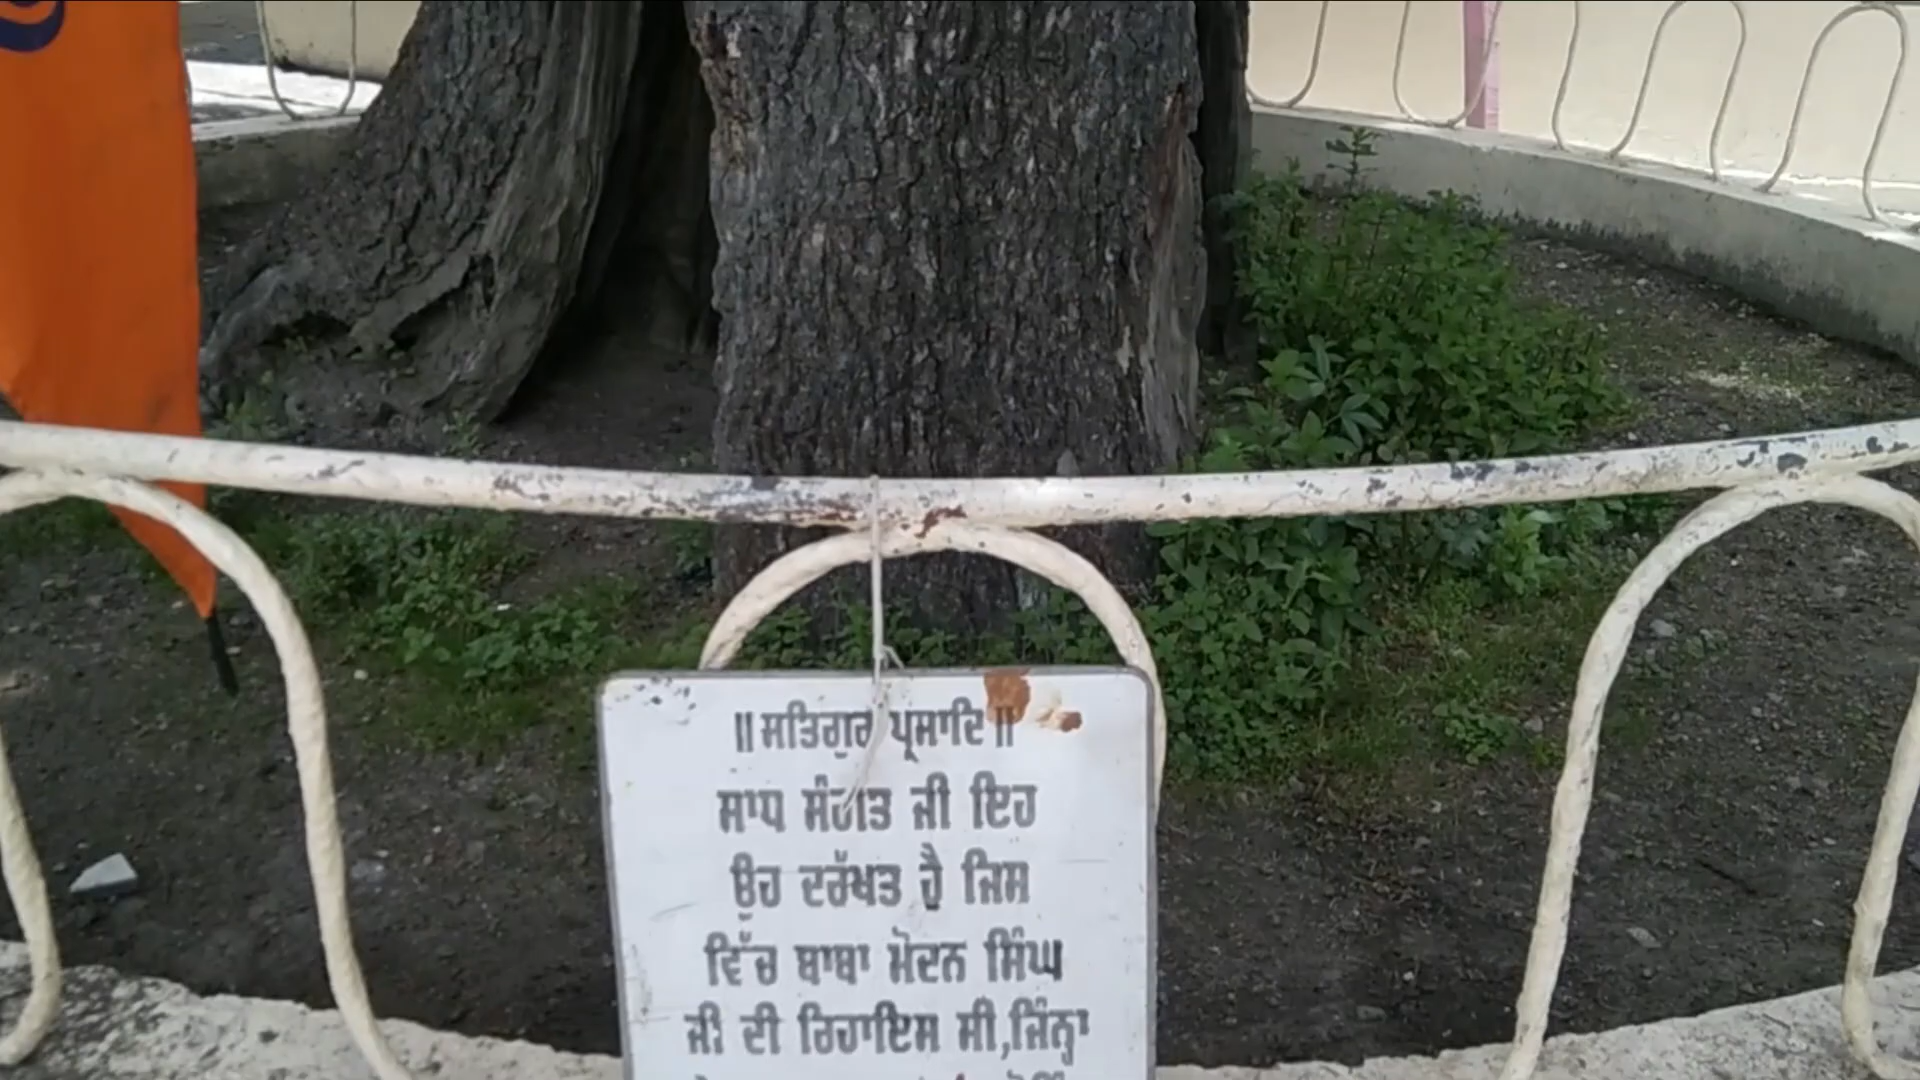 ॥ ਸਤਿਗੁਰ ਪ੍ਰਸਾਦਿ ॥
ਸਾਧ ਸੰਗਤ ਜੀ ਇਹ
ਉਹ ਦਰੱਖਤ ਹੈ ਜਿਸ
ਵਿੱਚ ਬਾਬਾ ਮੋਦਨ ਸਿੰਘ
ਜੀ ਦੀ ਰਿਹਾਇਸ ਸੀ,ਜਿੰਨ੍ਹਾ